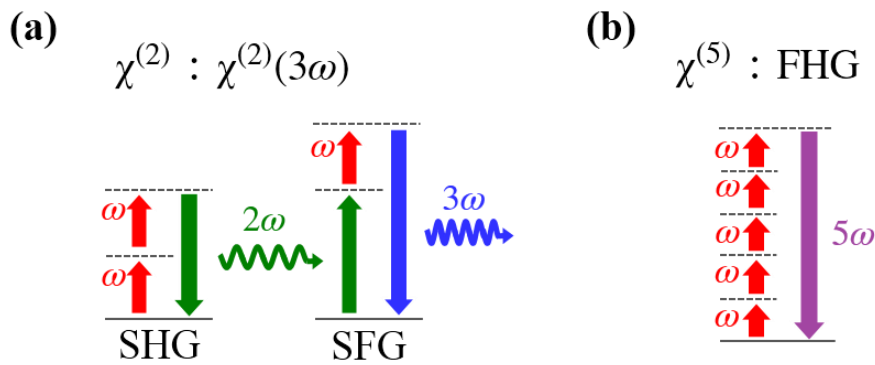 (a)
χ⁽²⁾ : χ⁽²⁾(3ω)
ω
ω
SHG
2ω
ω
SFG
3ω
(b)
χ⁽⁵⁾ : FHG
ω
ω
ω
ω
ω
5ω